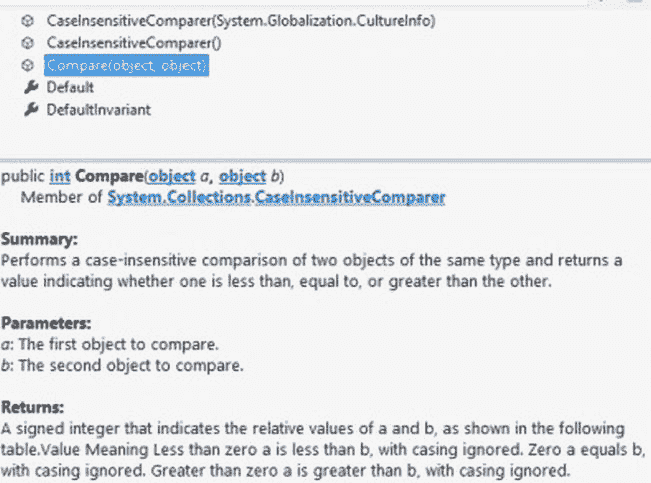 CaseInsensitiveComparer(System.Globalization.CultureInfo)
CaseInsensitiveComparer()
Compare(object, object)
Default
DefaultInvariant
public int Compare(object a, object b)
Member of System.Collections.CaseInsensitiveComparer
Summary:
Performs a case-insensitive comparison of two objects of the same type and returns a
value indicating whether one is less than, equal to, or greater than the other.
Parameters:
a: The first object to compare.
b: The second object to compare.
Returns:
A signed integer that indicates the relative values of a and b, as shown in the following
table.Value Meaning Less than zero a is less than b, with casing ignored. Zero a equals b,
with casing ignored. Greater than zero a is greater than b, with casing ignored.